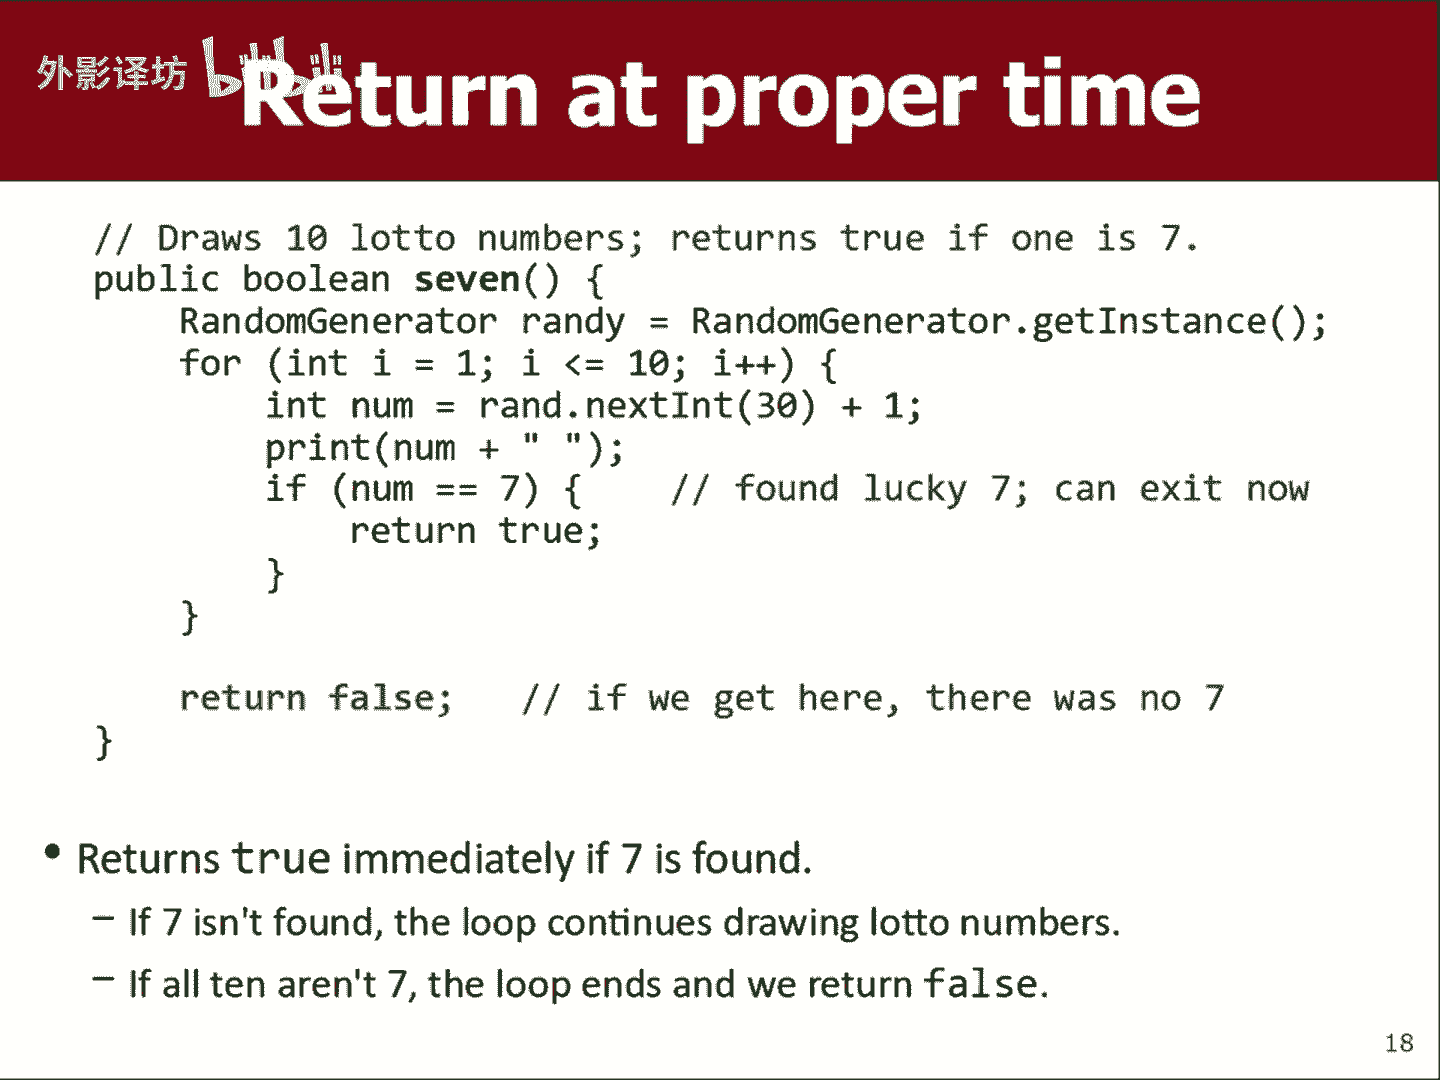 外影译坊 bilibili
Return at proper time
// Draws 10 lotto numbers; returns true if one is 7.
public boolean seven() {
    RandomGenerator randy = RandomGenerator.getInstance();
    for (int i = 1; i <= 10; i++) {
        int num = rand.nextInt(30) + 1;
        print(num + " ");
        if (num == 7) {    // found lucky 7; can exit now
            return true;
        }
    }
    return false;   // if we get here, there was no 7
}
• Returns true immediately if 7 is found.
– If 7 isn't found, the loop continues drawing lotto numbers.
– If all ten aren't 7, the loop ends and we return false.
18